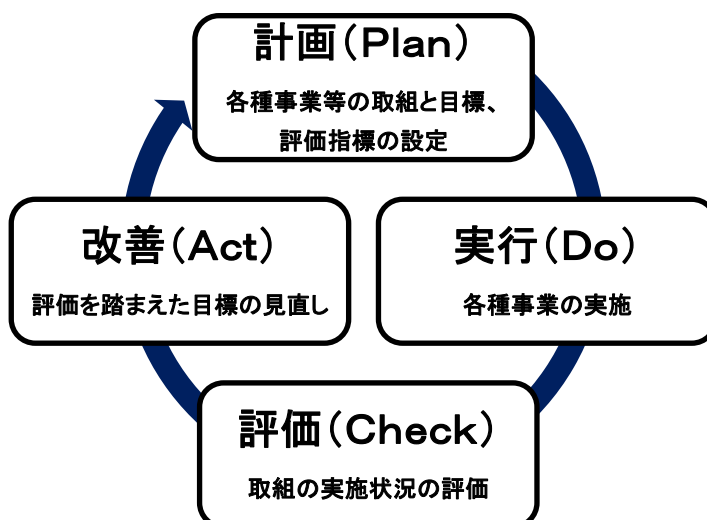 計画（Plan）
各種事業等の取組と目標、
評価指標の設定
改善（Act）
評価を踏まえた目標の見直し
実行（Do）
各種事業の実施
評価（Check）
取組の実施状況の評価